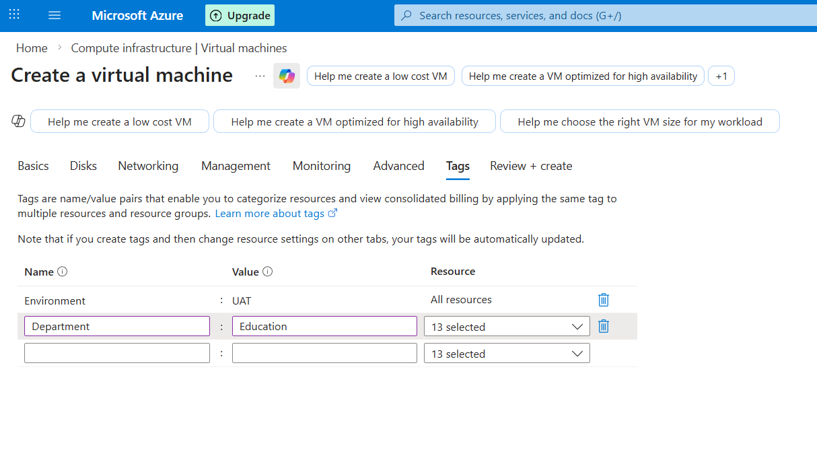 Microsoft Azure Upgrade Search resources, services, and docs (G+/)
Home > Compute infrastructure | Virtual machines
Create a virtual machine ... Help me create a low cost VM Help me create a VM optimized for high availability +1
Help me create a low cost VM Help me create a VM optimized for high availability Help me choose the right VM size for my workload
Basics Disks Networking Management Monitoring Advanced Tags Review + create
Tags are name/value pairs that enable you to categorize resources and view consolidated billing by applying the same tag to
multiple resources and resource groups. Learn more about tags
Note that if you create tags and then change resource settings on other tabs, your tags will be automatically updated.
Name Value Resource
Environment : UAT All resources
Department : Education 13 selected
: 13 selected